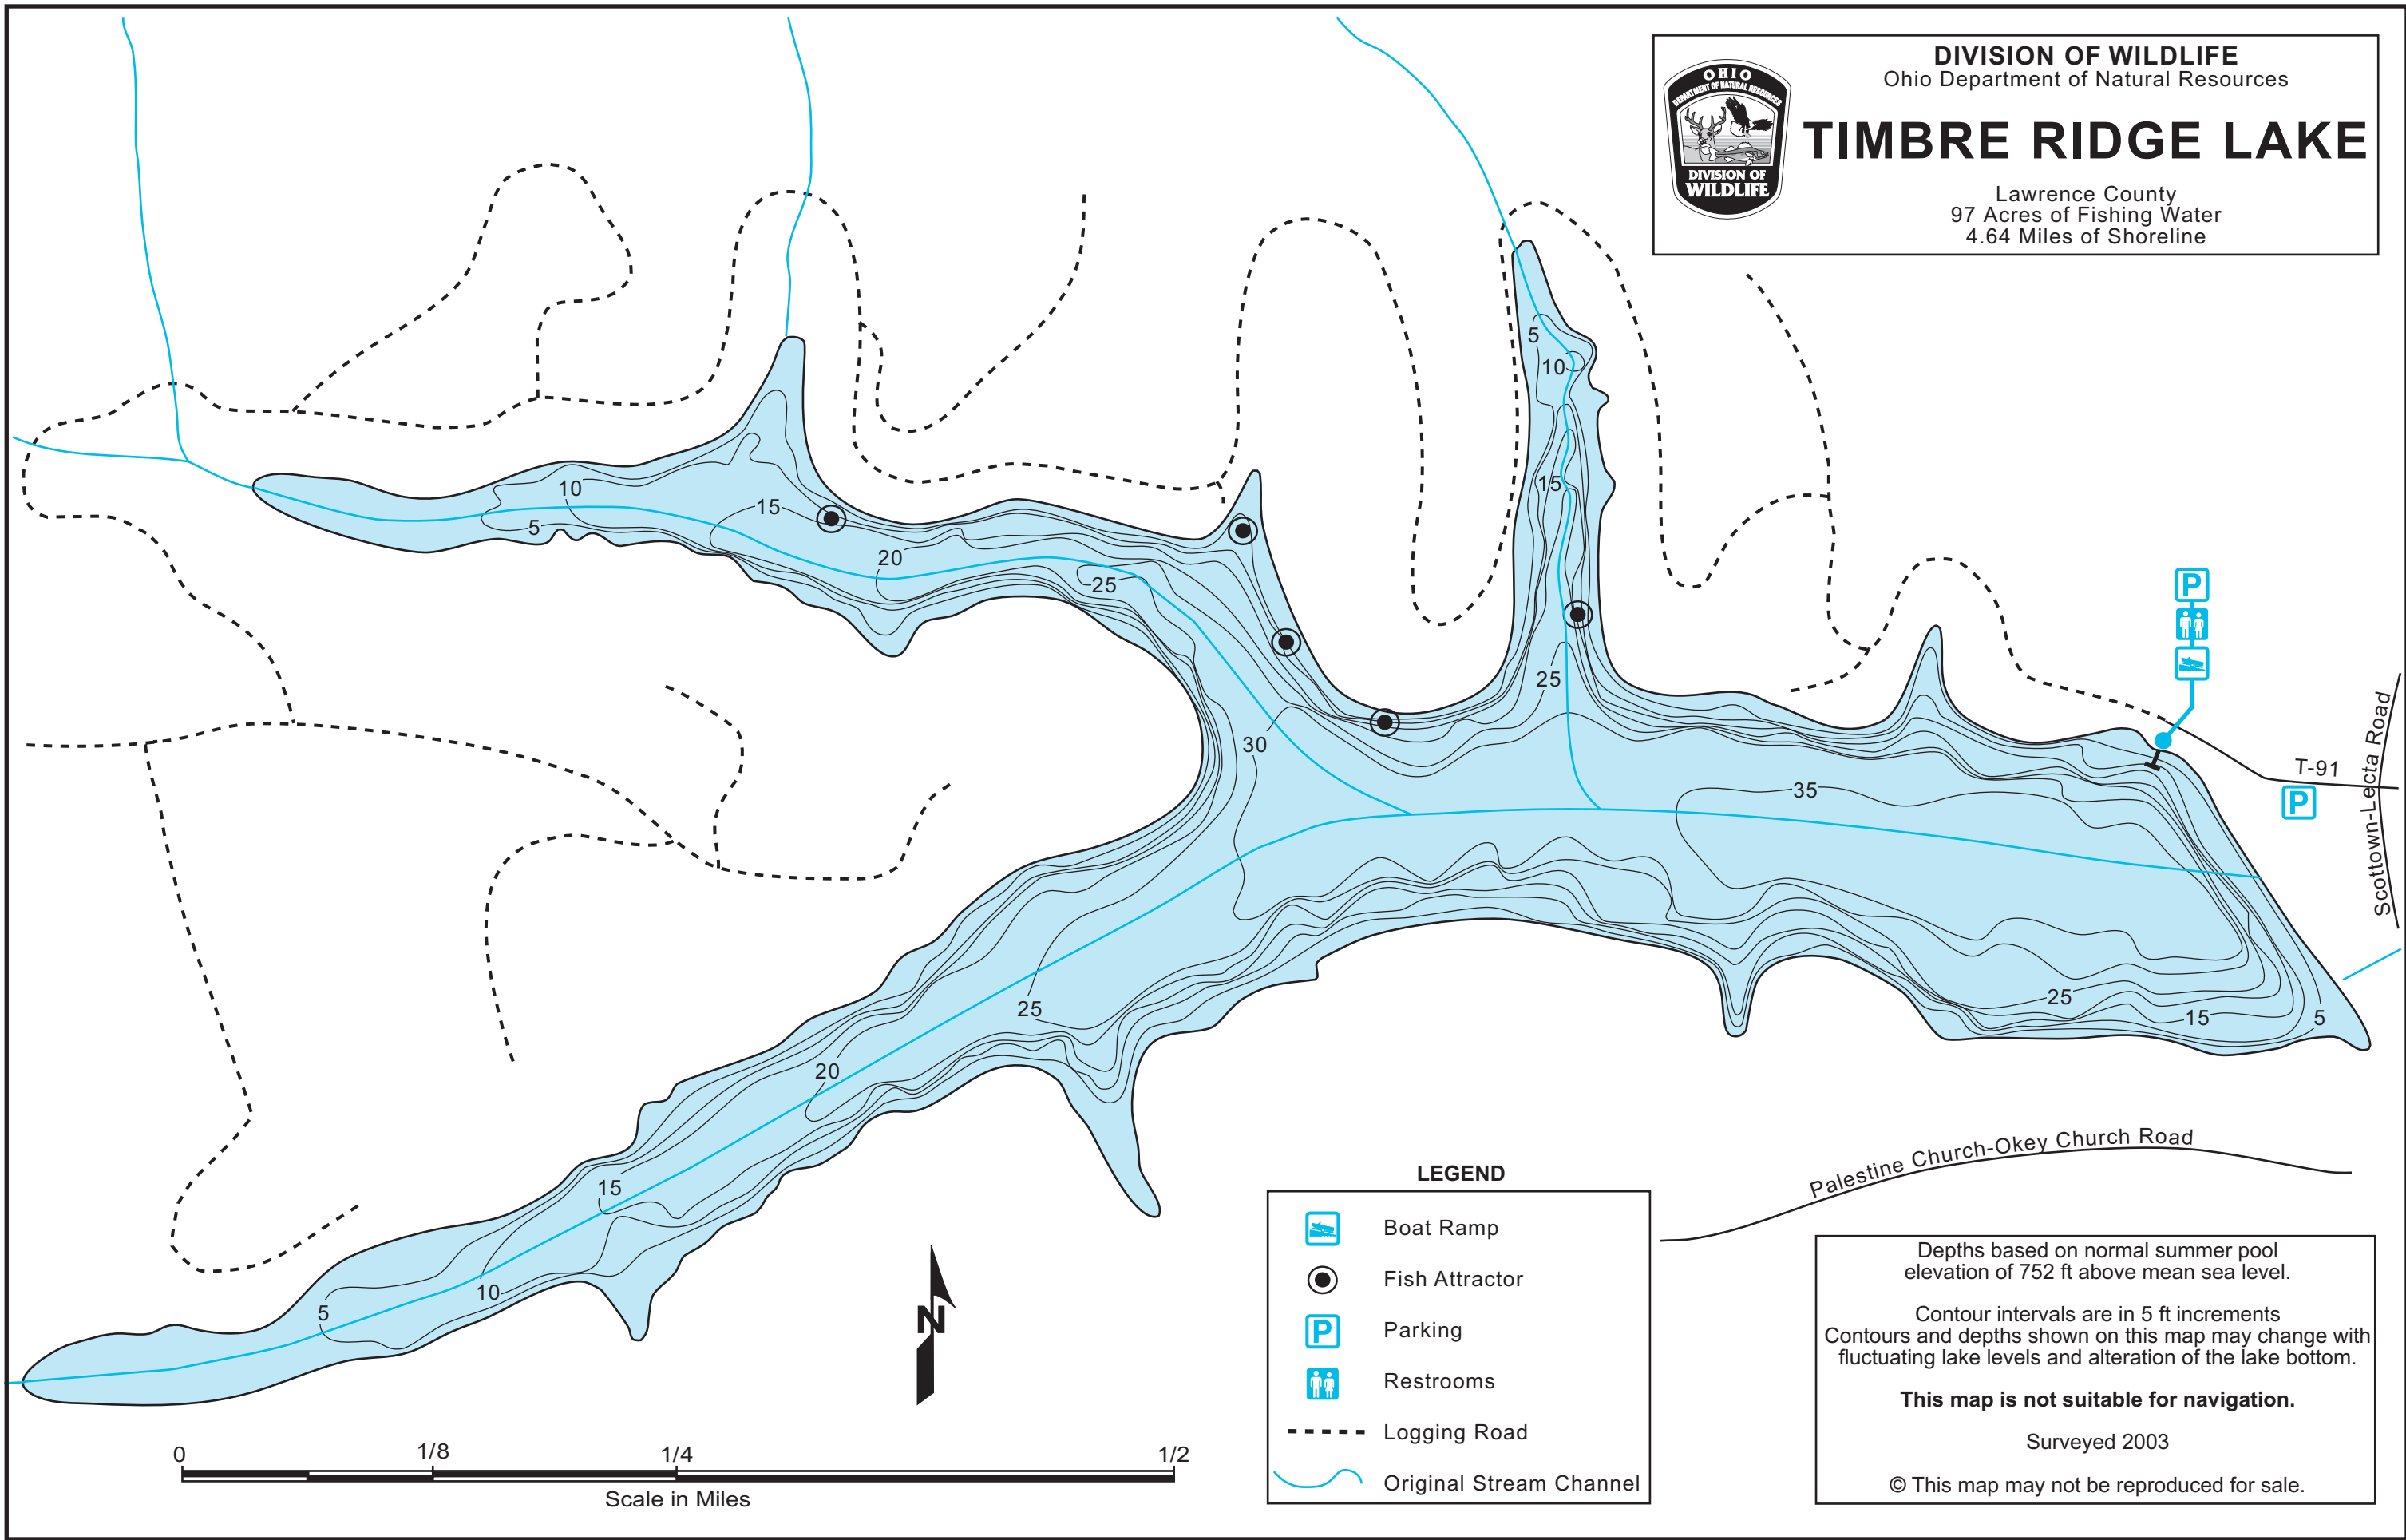 DIVISION OF WILDLIFE
Ohio Department of Natural Resources
TIMBRE RIDGE LAKE
Lawrence County
97 Acres of Fishing Water
4.64 Miles of Shoreline
OHIO
DEPARTMENT OF NATURAL RESOURCES
DIVISION OF
WILDLIFE
5
10
15
25
10
15
5
20
25
30
35
P
T-91
P
Scottown-Lecta Road
25
20
25
15
5
15
10
5
Palestine Church-Okey Church Road
N
LEGEND
Boat Ramp
Fish Attractor
P Parking
Restrooms
Logging Road
Original Stream Channel
0 1/8 1/4 1/2
Scale in Miles
Depths based on normal summer pool
elevation of 752 ft above mean sea level.
Contour intervals are in 5 ft increments
Contours and depths shown on this map may change with
fluctuating lake levels and alteration of the lake bottom.
This map is not suitable for navigation.
Surveyed 2003
© This map may not be reproduced for sale.